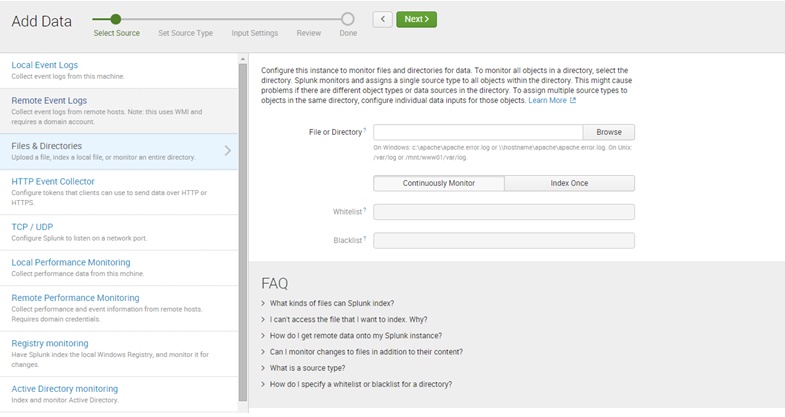 Add Data
Select Source
Set Source Type
Input Settings
Review
Done
<
Next >
Local Event Logs
Collect event logs from this machine.
Remote Event Logs
Collect event logs from remote hosts. Note: this uses WMI and
requires a domain account.
Files & Directories
Upload a file, index a local file, or monitor an entire directory.
HTTP Event Collector
Configure tokens that clients can use to send data over HTTP or
HTTPS.
TCP / UDP
Configure Splunk to listen on a network port.
Local Performance Monitoring
Collect performance data from this mchine.
Remote Performance Monitoring
Collect performance and event information from remote hosts.
Requires domain credentials.
Registry monitoring
Have Splunk index the local Windows Registry, and monitor it for
changes.
Active Directory monitoring
Index and monitor Active Directory.
Configure this instance to monitor files and directories for data. To monitor all objects in a directory, select the
directory. Splunk monitors and assigns a single source type to all objects within the directory. This might cause
problems if there are different object types or data sources in the directory. To assign multiple source types to
objects in the same directory, configure individual data inputs for those objects. Learn More
File or Directory ?
Browse
On Windows: c:\apache\apache.error.log or \\hostname\apache\apache.error.log. On Unix:
/var/log or /mnt/www01/var/log.
Continuously Monitor
Index Once
Whitelist ?
Blacklist ?
FAQ
> What kinds of files can Splunk index?
> I can't access the file that I want to index. Why?
> How do I get remote data onto my Splunk instance?
> Can I monitor changes to files in addition to their content?
> What is a source type?
> How do I specify a whitelist or blacklist for a directory?